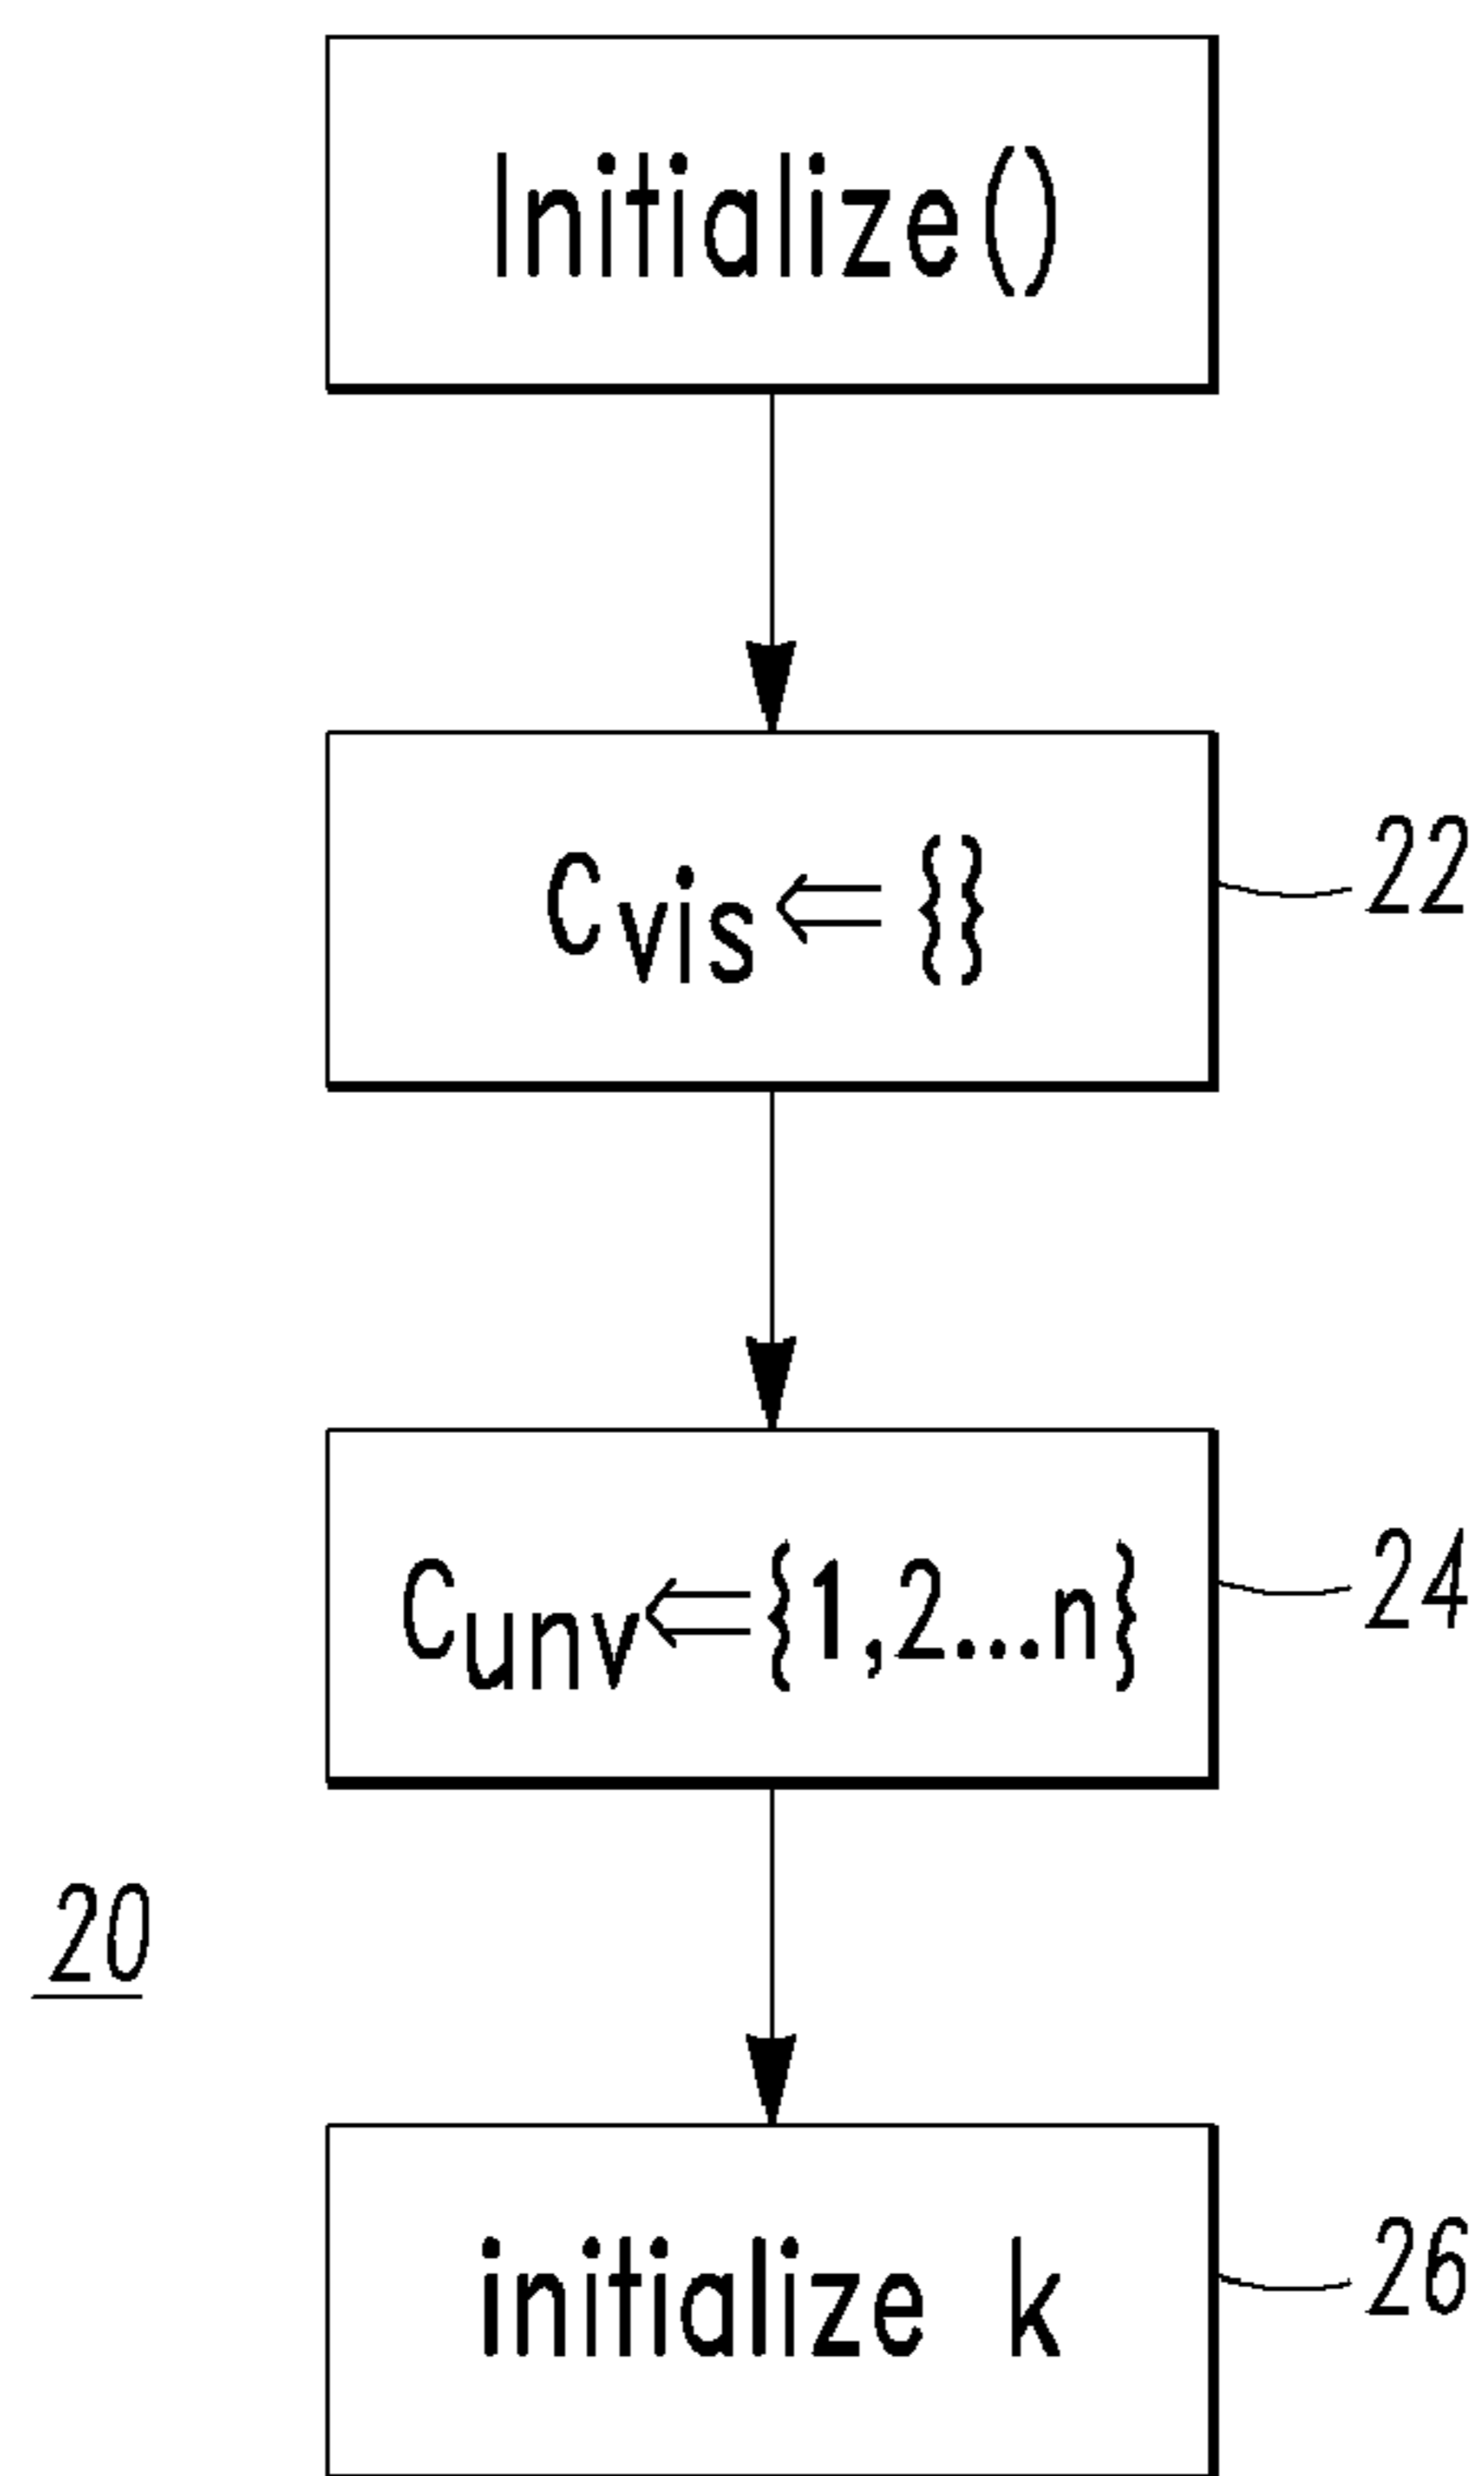 Initialize()
Cvis⇐{}
22
Cunv⇐{1,2...n}
24
20
initialize k
26